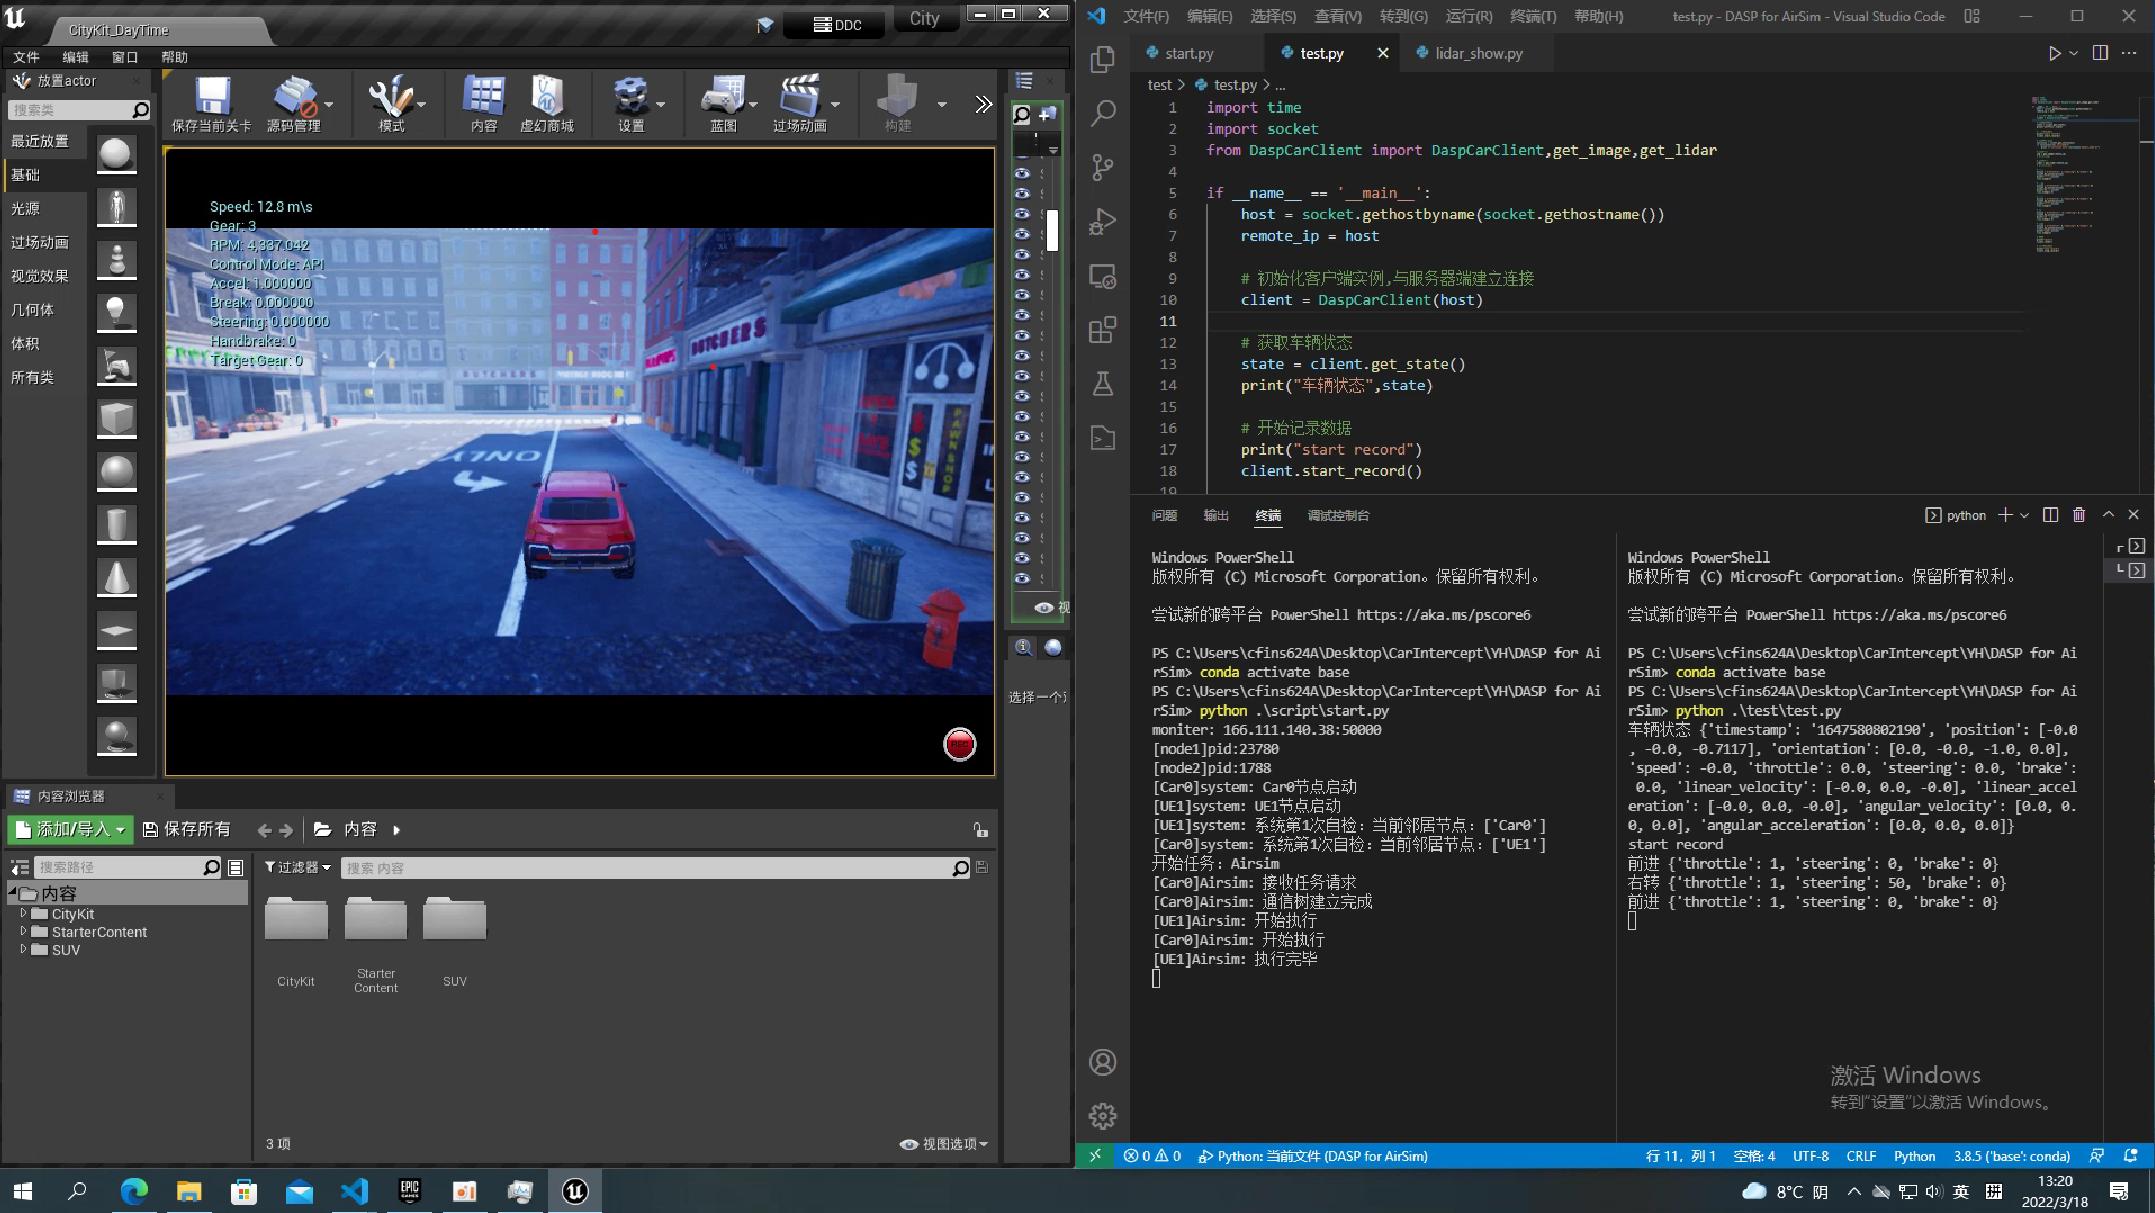 CityKit_DayTime
DDC
City
文件 编辑 窗口 帮助
放置actor
搜索类
最近放置
基础
光源
过场动画
视觉效果
几何体
体积
所有类
保存当前关卡 源码管理 模式 内容 虚幻商城 设置 蓝图 过场动画 构建
Speed: 12.8 m\s
Gear: 3
RPM: 4,337.042
Control Mode: API
Accel: 1.000000
Break: 0.000000
Steering: 0.000000
Handbrake: 0
Target Gear: 0
BUTCHERS
BUTCHERS
ONLY
OPEN
PAWN SHOP
$
$
REC
视
选择一个
内容浏览器
添加/导入 保存所有 内容
搜索路径
过滤器 搜索 内容
内容
CityKit
StarterContent
SUV
CityKit
Starter
Content
SUV
3 项
视图选项
文件(F) 编辑(E) 选择(S) 查看(V) 转到(G) 运行(R) 终端(T) 帮助(H) test.py - DASP for AirSim - Visual Studio Code
start.py test.py lidar_show.py
test > test.py > ...
1 import time
2 import socket
3 from DaspCarClient import DaspCarClient,get_image,get_lidar
4
5 if __name__ == '__main__':
6 host = socket.gethostbyname(socket.gethostname())
7 remote_ip = host
8
9 # 初始化客户端实例,与服务器端建立连接
10 client = DaspCarClient(host)
11
12 # 获取车辆状态
13 state = client.get_state()
14 print("车辆状态",state)
15
16 # 开始记录数据
17 print("start record")
18 client.start_record()
19
问题 输出 终端 调试控制台
python
Windows PowerShell
版权所有 (C) Microsoft Corporation。保留所有权利。
尝试新的跨平台 PowerShell https://aka.ms/pscore6
PS C:\Users\cfins624A\Desktop\CarIntercept\YH\DASP for Ai
rSim> conda activate base
PS C:\Users\cfins624A\Desktop\CarIntercept\YH\DASP for Ai
rSim> python .\script\start.py
moniter: 166.111.140.38:50000
[node1]pid:23780
[node2]pid:1788
[Car0]system: Car0节点启动
[UE1]system: UE1节点启动
[UE1]system: 系统第1次自检：当前邻居节点：['Car0']
[Car0]system: 系统第1次自检：当前邻居节点：['UE1']
开始任务：Airsim
[Car0]Airsim: 接收任务请求
[Car0]Airsim: 通信树建立完成
[UE1]Airsim: 开始执行
[Car0]Airsim: 开始执行
[UE1]Airsim: 执行完毕
Windows PowerShell
版权所有 (C) Microsoft Corporation。保留所有权利。
尝试新的跨平台 PowerShell https://aka.ms/pscore6
PS C:\Users\cfins624A\Desktop\CarIntercept\YH\DASP for Ai
rSim> conda activate base
PS C:\Users\cfins624A\Desktop\CarIntercept\YH\DASP for Ai
rSim> python .\test\test.py
车辆状态 {'timestamp': '1647580802190', 'position': [-0.0
, -0.0, -0.7117], 'orientation': [0.0, -0.0, -1.0, 0.0],
'speed': -0.0, 'throttle': 0.0, 'steering': 0.0, 'brake':
0.0, 'linear_velocity': [-0.0, 0.0, -0.0], 'linear_accel
eration': [-0.0, 0.0, -0.0], 'angular_velocity': [0.0, 0.
0, 0.0], 'angular_acceleration': [0.0, 0.0, 0.0]}
start record
前进 {'throttle': 1, 'steering': 0, 'brake': 0}
右转 {'throttle': 1, 'steering': 50, 'brake': 0}
前进 {'throttle': 1, 'steering': 0, 'brake': 0}
激活 Windows
转到"设置"以激活 Windows。
0 0 Python: 当前文件 (DASP for AirSim) 行 11，列 1 空格: 4 UTF-8 CRLF Python 3.8.5 ('base': conda)
EPIC GAMES
8°C 阴 英 拼 13:20
2022/3/18